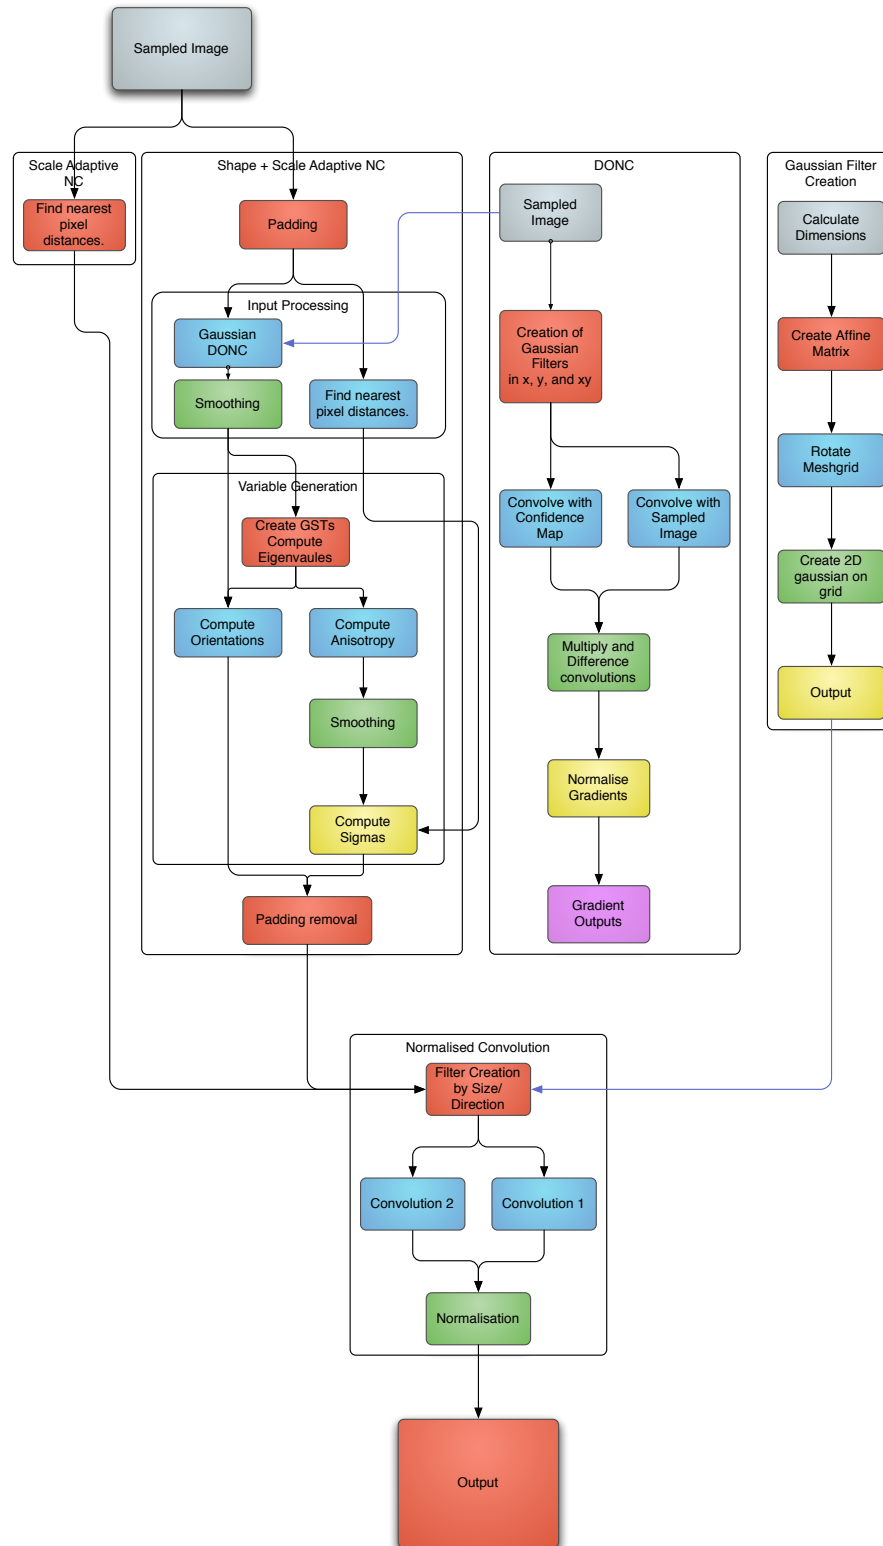 Sampled Image
Scale Adaptive
NC
Find nearest
pixel
distances.
Shape + Scale Adaptive NC
Padding
Input Processing
Gaussian
DONC
Smoothing
Find nearest
pixel distances.
Variable Generation
Create GSTs
Compute
Eigenvaules
Compute
Orientations
Compute
Anisotropy
Smoothing
Compute
Sigmas
Padding removal
DONC
Sampled
Image
Creation of
Gaussian
Filters
in x, y, and xy
Convolve with
Confidence
Map
Convolve with
Sampled
Image
Multiply and
Difference
convolutions
Normalise
Gradients
Gradient
Outputs
Gaussian Filter
Creation
Calculate
Dimensions
Create Affine
Matrix
Rotate
Meshgrid
Create 2D
gaussian on
grid
Output
Normalised Convolution
Filter Creation
by Size/
Direction
Convolution 2
Convolution 1
Normalisation
Output